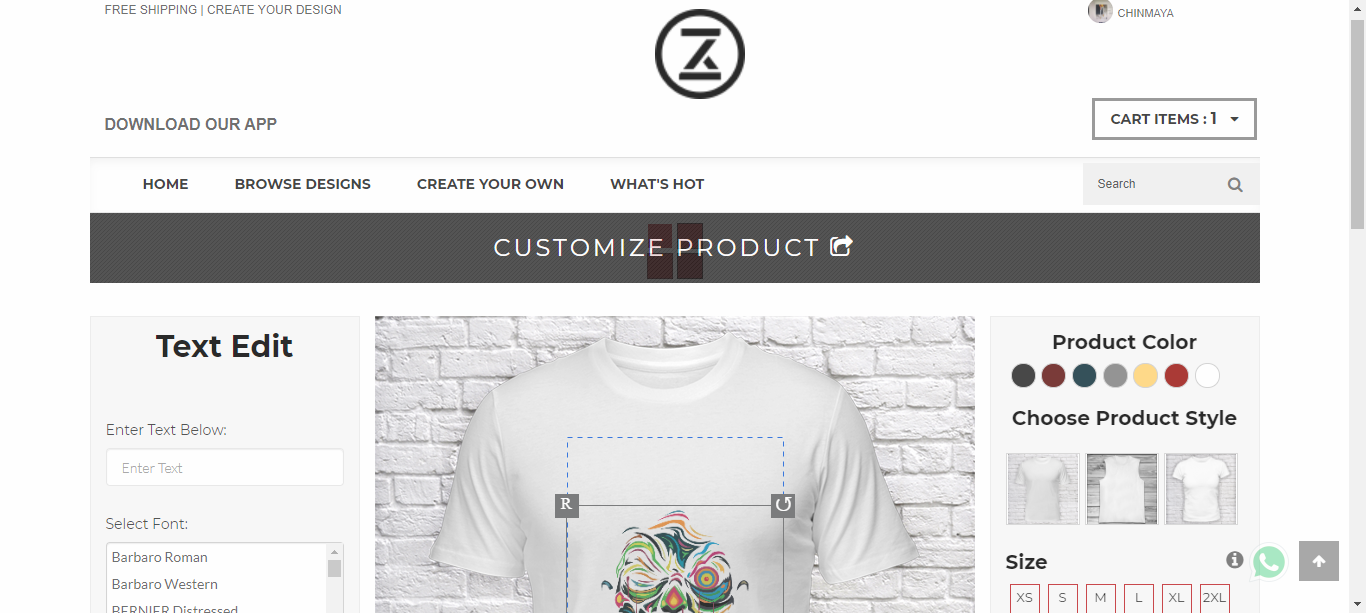 FREE SHIPPING | CREATE YOUR DESIGN
CHINMAYA
DOWNLOAD OUR APP
CART ITEMS : 1
HOME BROWSE DESIGNS CREATE YOUR OWN WHAT'S HOT
Search
CUSTOMIZE PRODUCT
Text Edit
Enter Text Below:
Enter Text
Select Font:
Barbaro Roman
Barbaro Western
BERNIER Distressed
R
Product Color
Choose Product Style
Size
XS S M L XL 2XL